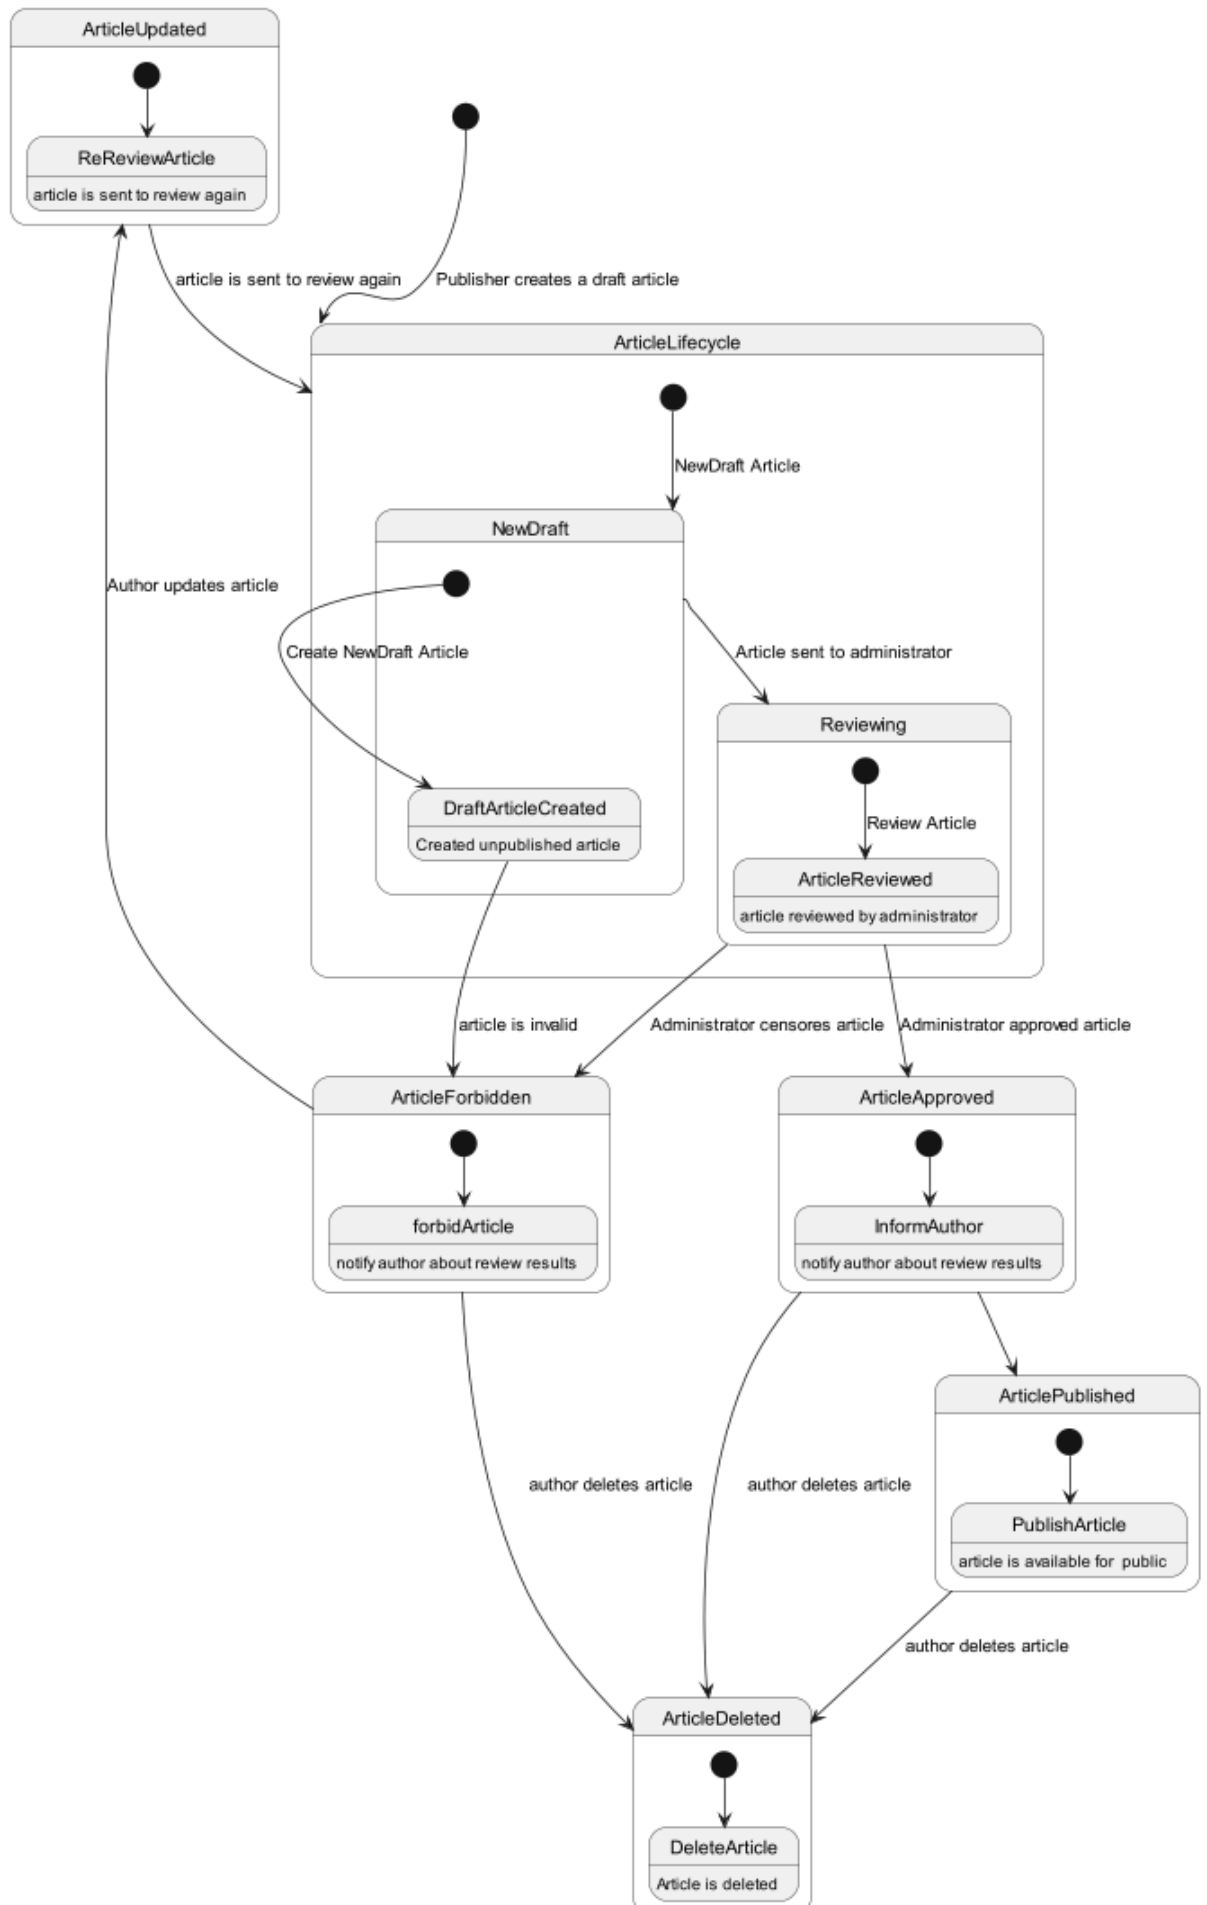 ArticleUpdated
ReReviewArticle
article is sent to review again
article is sent to review again
Publisher creates a draft article
ArticleLifecycle
NewDraft Article
NewDraft
Author updates article
Create NewDraft Article
Article sent to administrator
Reviewing
Review Article
DraftArticleCreated
Created unpublished article
ArticleReviewed
article reviewed by administrator
article is invalid
Administrator censores article
Administrator approved article
ArticleForbidden
ArticleApproved
forbidArticle
notify author about review results
InformAuthor
notify author about review results
ArticlePublished
author deletes article
author deletes article
PublishArticle
article is available for public
author deletes article
ArticleDeleted
DeleteArticle
Article is deleted